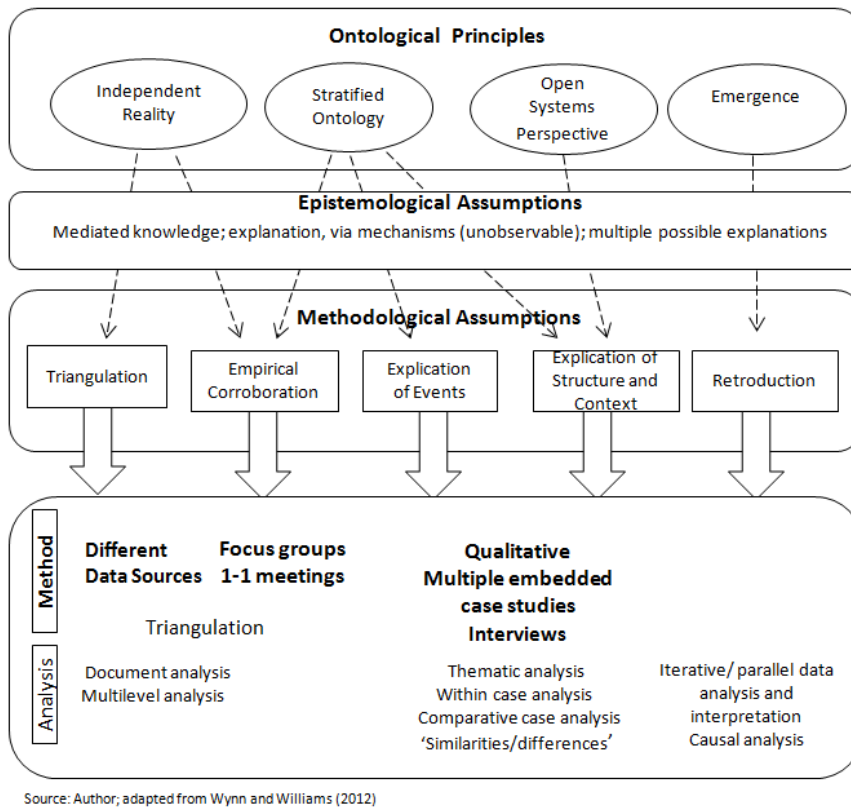 Ontological Principles
Independent
Reality
Stratified
Ontology
Open
Systems
Perspective
Emergence
Epistemological Assumptions
Mediated knowledge; explanation, via mechanisms (unobservable); multiple possible explanations
Methodological Assumptions
Triangulation
Empirical
Corroboration
Explication
of Events
Explication of
Structure and
Context
Retroduction
Method
Different
Data Sources
Focus groups
1-1 meetings
Triangulation
Qualitative
Multiple embedded
case studies
Interviews
Analysis
Document analysis
Multilevel analysis
Thematic analysis
Within case analysis
Comparative case analysis
‘Similarities/differences’
Iterative/ parallel data
analysis and
interpretation
Causal analysis
Source: Author; adapted from Wynn and Williams (2012)